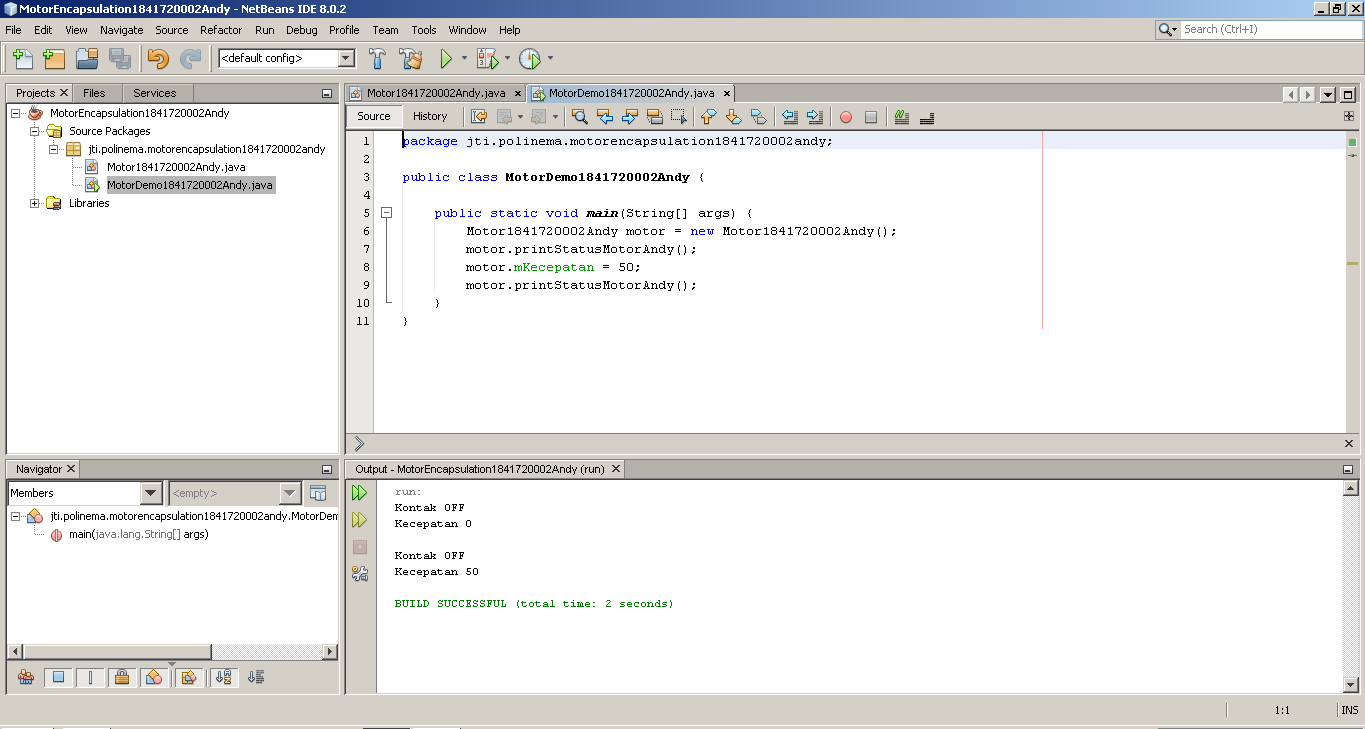 MotorEncapsulation1841720002Andy - NetBeans IDE 8.0.2
File Edit View Navigate Source Refactor Run Debug Profile Team Tools Window Help
Search (Ctrl+I)
<default config>
Projects Files Services
MotorEncapsulation1841720002Andy
Source Packages
jti.polinema.motorencapsulation1841720002andy
Motor1841720002Andy.java
MotorDemo1841720002Andy.java
Libraries
Motor1841720002Andy.java MotorDemo1841720002Andy.java
Source History
1 package jti.polinema.motorencapsulation1841720002andy;
2
3 public class MotorDemo1841720002Andy {
4
5 public static void main(String[] args) {
6 Motor1841720002Andy motor = new Motor1841720002Andy();
7 motor.printStatusMotorAndy();
8 motor.mKecepatan = 50;
9 motor.printStatusMotorAndy();
10 }
11 }
Navigator
Members <empty>
jti.polinema.motorencapsulation1841720002andy.MotorDem
main(java.lang.String[] args)
Output - MotorEncapsulation1841720002Andy (run)
run:
Kontak OFF
Kecepatan 0
Kontak OFF
Kecepatan 50
BUILD SUCCESSFUL (total time: 2 seconds)
1:1 INS